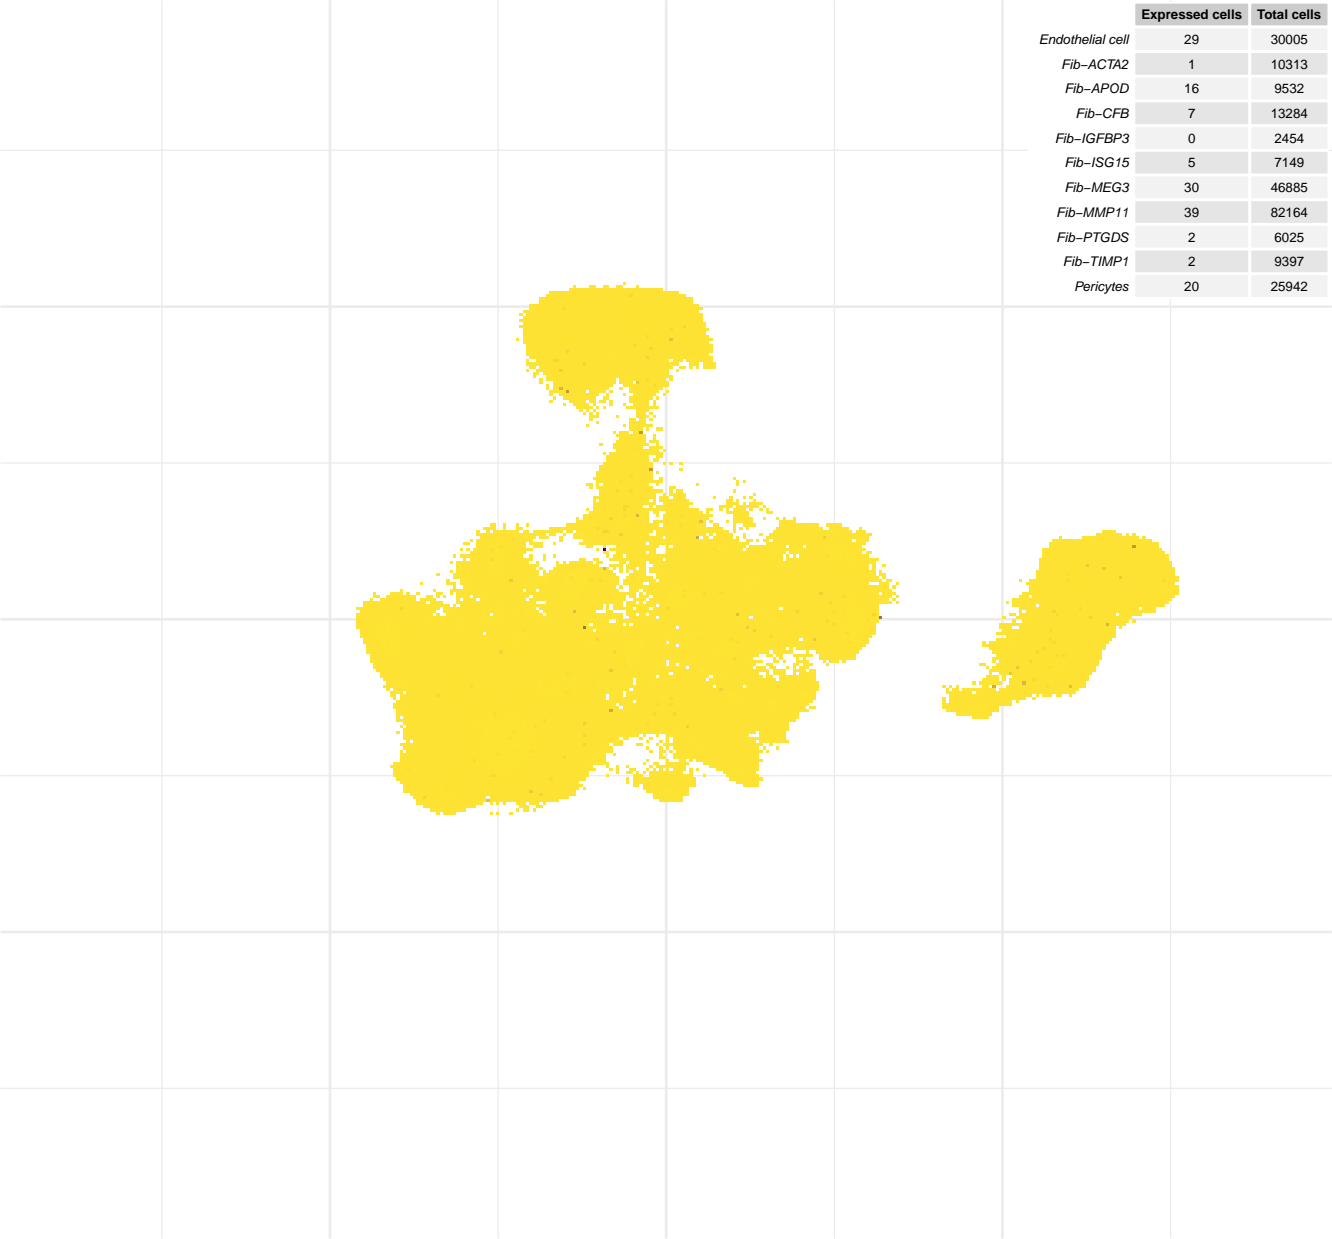 Expressed cells Total cells
Endothelial cell 29 30005
Fib−ACTA2 1 10313
Fib−APOD 16 9532
Fib−CFB 7 13284
Fib−IGFBP3 0 2454
Fib−ISG15 5 7149
Fib−MEG3 30 46885
Fib−MMP11 39 82164
Fib−PTGDS 2 6025
Fib−TIMP1 2 9397
Pericytes 20 25942